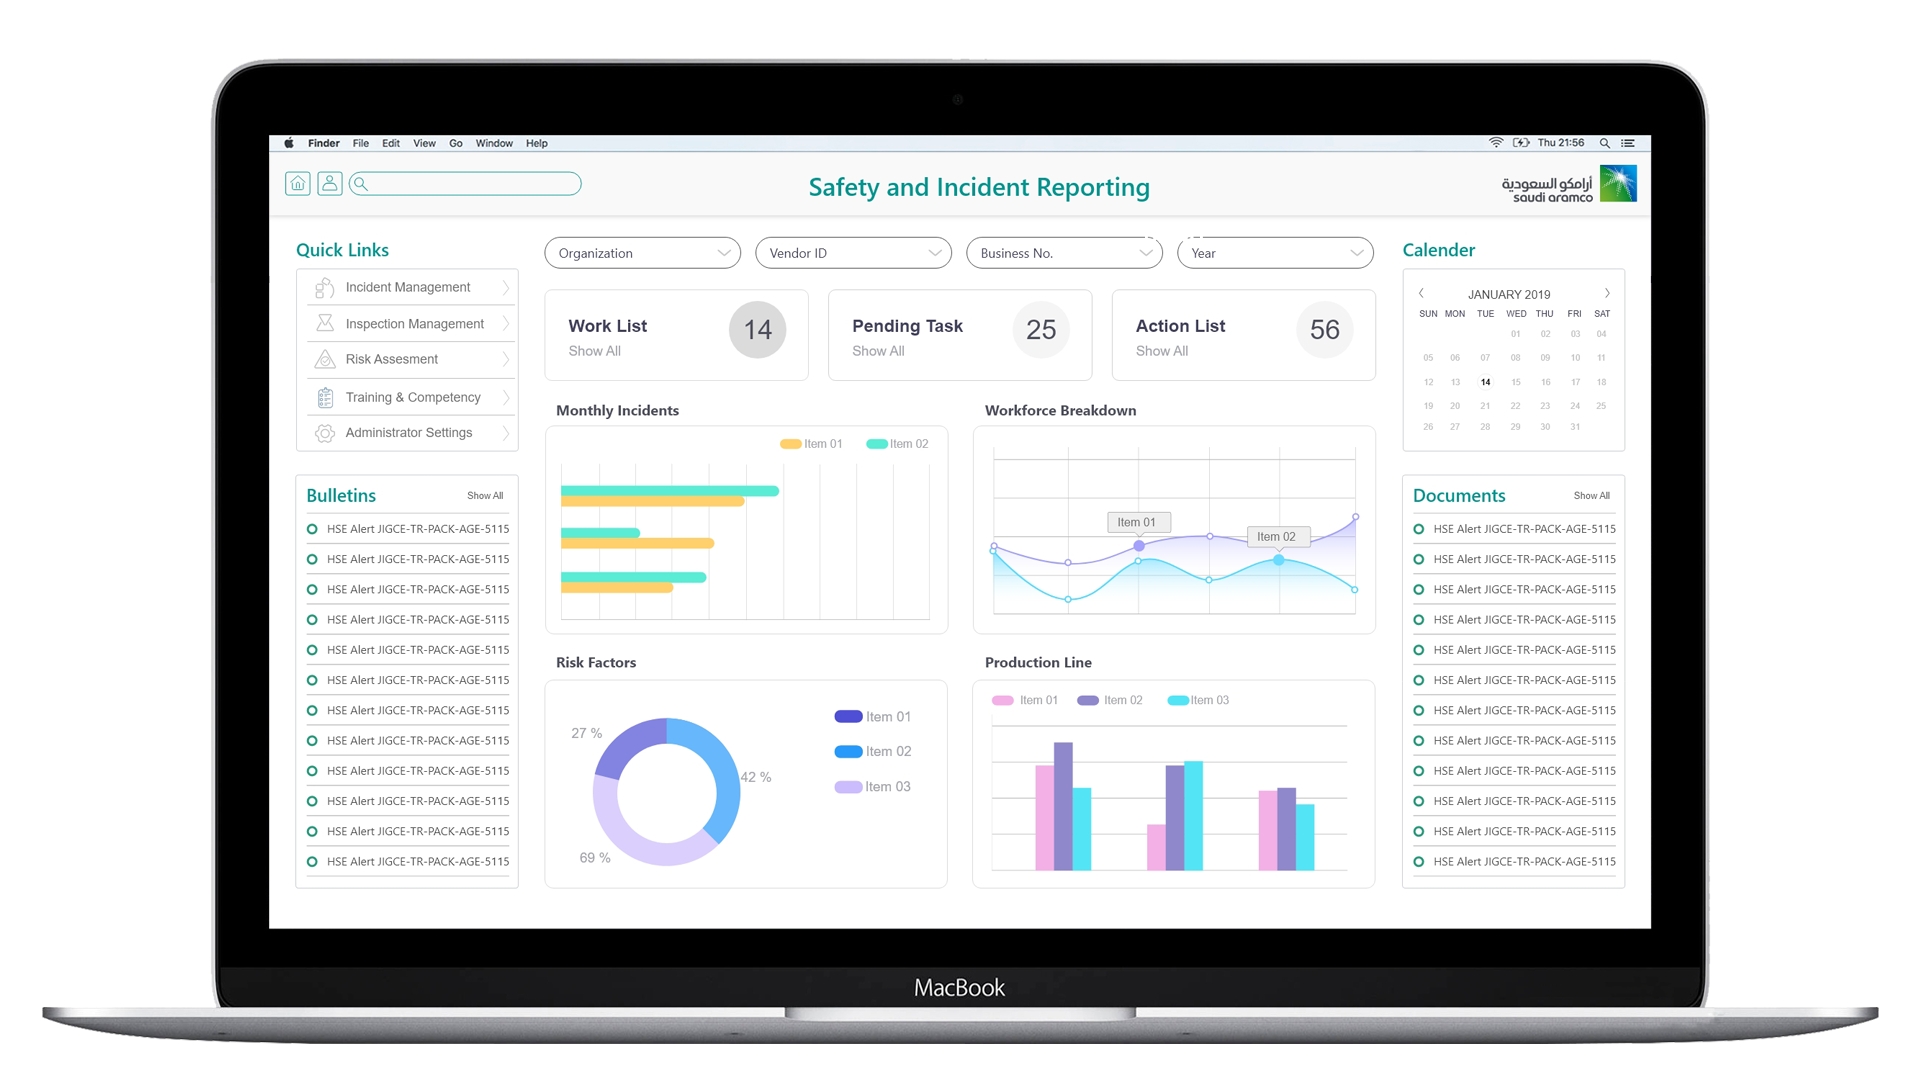 Finder File Edit View Go Window Help
Thu 21:56
Safety and Incident Reporting
أرامكو السعودية
saudi aramco
Quick Links
Incident Management
Inspection Management
Risk Assesment
Training & Competency
Administrator Settings
Bulletins Show All
HSE Alert JIGCE-TR-PACK-AGE-5115
HSE Alert JIGCE-TR-PACK-AGE-5115
HSE Alert JIGCE-TR-PACK-AGE-5115
HSE Alert JIGCE-TR-PACK-AGE-5115
HSE Alert JIGCE-TR-PACK-AGE-5115
HSE Alert JIGCE-TR-PACK-AGE-5115
HSE Alert JIGCE-TR-PACK-AGE-5115
HSE Alert JIGCE-TR-PACK-AGE-5115
HSE Alert JIGCE-TR-PACK-AGE-5115
HSE Alert JIGCE-TR-PACK-AGE-5115
HSE Alert JIGCE-TR-PACK-AGE-5115
HSE Alert JIGCE-TR-PACK-AGE-5115
Organization Vendor ID Business No. Year
Work List 14
Show All
Pending Task 25
Show All
Action List 56
Show All
Monthly Incidents
Item 01 Item 02
Workforce Breakdown
Item 01
Item 02
Risk Factors
27 %
42 %
69 %
Item 01
Item 02
Item 03
Production Line
Item 01 Item 02 Item 03
Calender
JANUARY 2019
SUN MON TUE WED THU FRI SAT
01 02 03 04
05 06 07 08 09 10 11
12 13 14 15 16 17 18
19 20 21 22 23 24 25
26 27 28 29 30 31
Documents Show All
HSE Alert JIGCE-TR-PACK-AGE-5115
HSE Alert JIGCE-TR-PACK-AGE-5115
HSE Alert JIGCE-TR-PACK-AGE-5115
HSE Alert JIGCE-TR-PACK-AGE-5115
HSE Alert JIGCE-TR-PACK-AGE-5115
HSE Alert JIGCE-TR-PACK-AGE-5115
HSE Alert JIGCE-TR-PACK-AGE-5115
HSE Alert JIGCE-TR-PACK-AGE-5115
HSE Alert JIGCE-TR-PACK-AGE-5115
HSE Alert JIGCE-TR-PACK-AGE-5115
HSE Alert JIGCE-TR-PACK-AGE-5115
HSE Alert JIGCE-TR-PACK-AGE-5115
MacBook